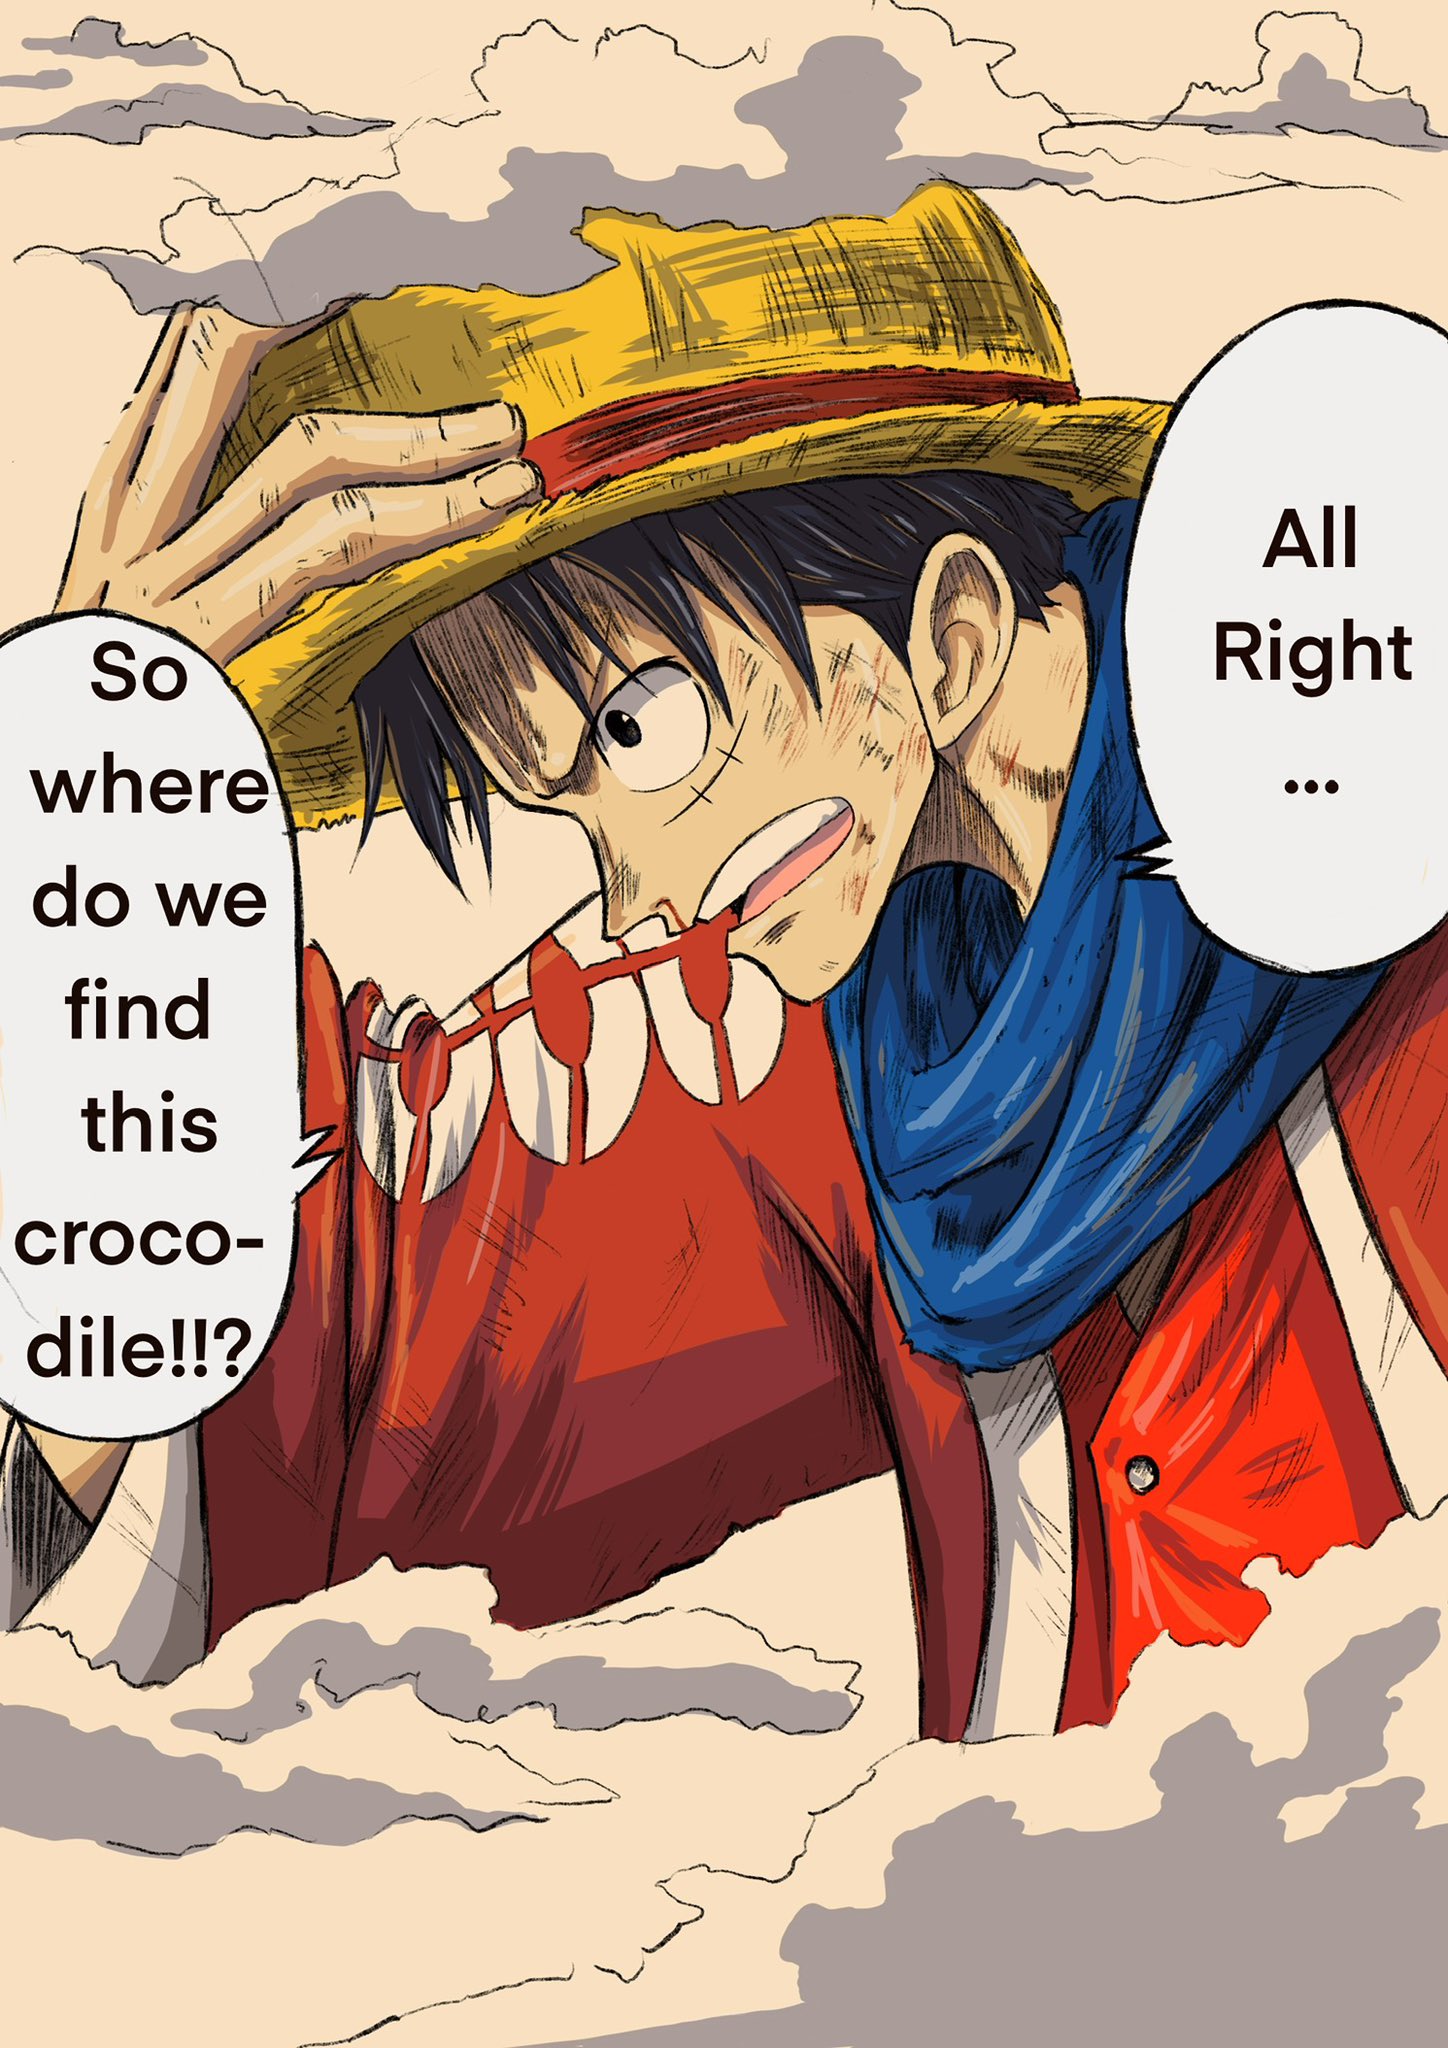 All
Right
...
So
where
do we
find
this
croco-
dile!!!?